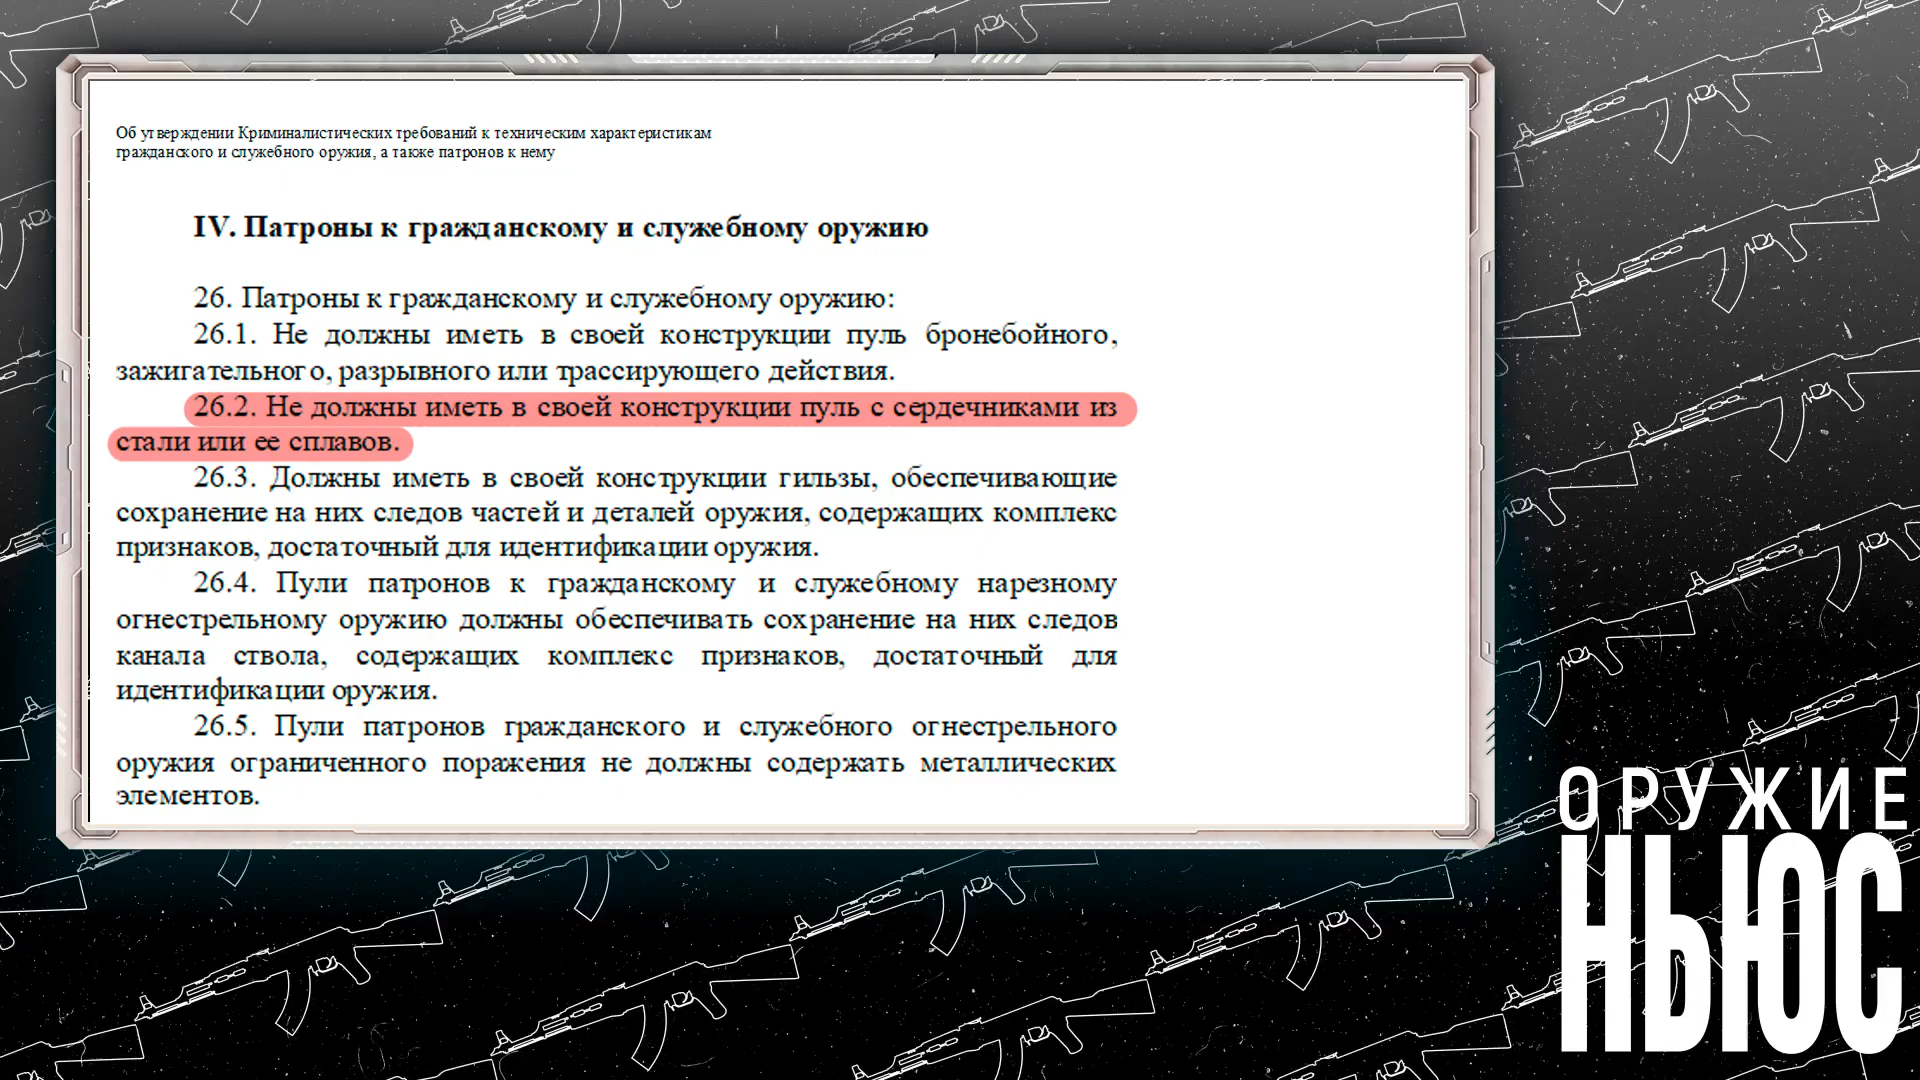 Об утверждении Криминалистических требований к техническим характеристикам
гражданского и служебного оружия, а также патронов к нему
IV. Патроны к гражданскому и служебному оружию
26. Патроны к гражданскому и служебному оружию:
26.1. Не должны иметь в своей конструкции пуль бронебойного,
зажигательного, разрывного или трассирующего действия.
26.2. Не должны иметь в своей конструкции пуль с сердечниками из
стали или ее сплавов.
26.3. Должны иметь в своей конструкции гильзы, обеспечивающие
сохранение на них следов частей и деталей оружия, содержащих комплекс
признаков, достаточный для идентификации оружия.
26.4. Пули патронов к гражданскому и служебному нарезному
огнестрельному оружию должны обеспечивать сохранение на них следов
канала ствола, содержащих комплекс признаков, достаточный для
идентификации оружия.
26.5. Пули патронов гражданского и служебного огнестрельного
оружия ограниченного поражения не должны содержать металлических
элементов.
ОРУЖИЕ
НЬЮС